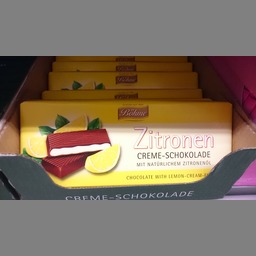 Böhme
Zitronen
CREME-SCHOKOLADE
MIT NATÜRLICHEM ZITRONENÖL
CHOCOLATE WITH LEMON-CREAM
CREME-SCHOKOLADE